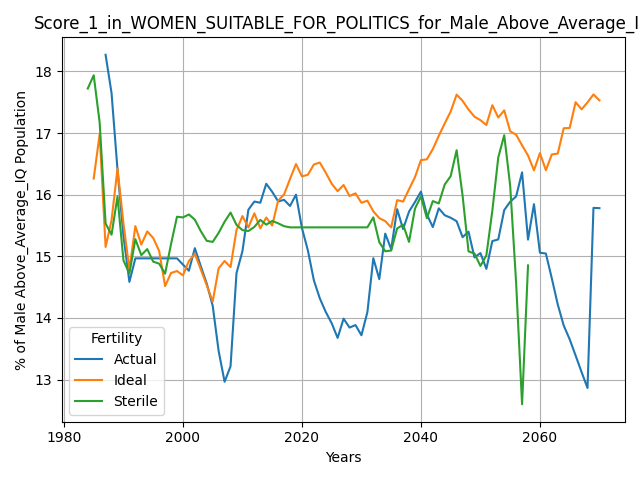 Score_1_in_WOMEN_SUITABLE_FOR_POLITICS_for_Male_Above_Average_I
18
17
16
15
14
13
% of Male Above_Average_IQ Population
Fertility
Actual
Ideal
Sterile
1980
2000
2020
2040
2060
Years